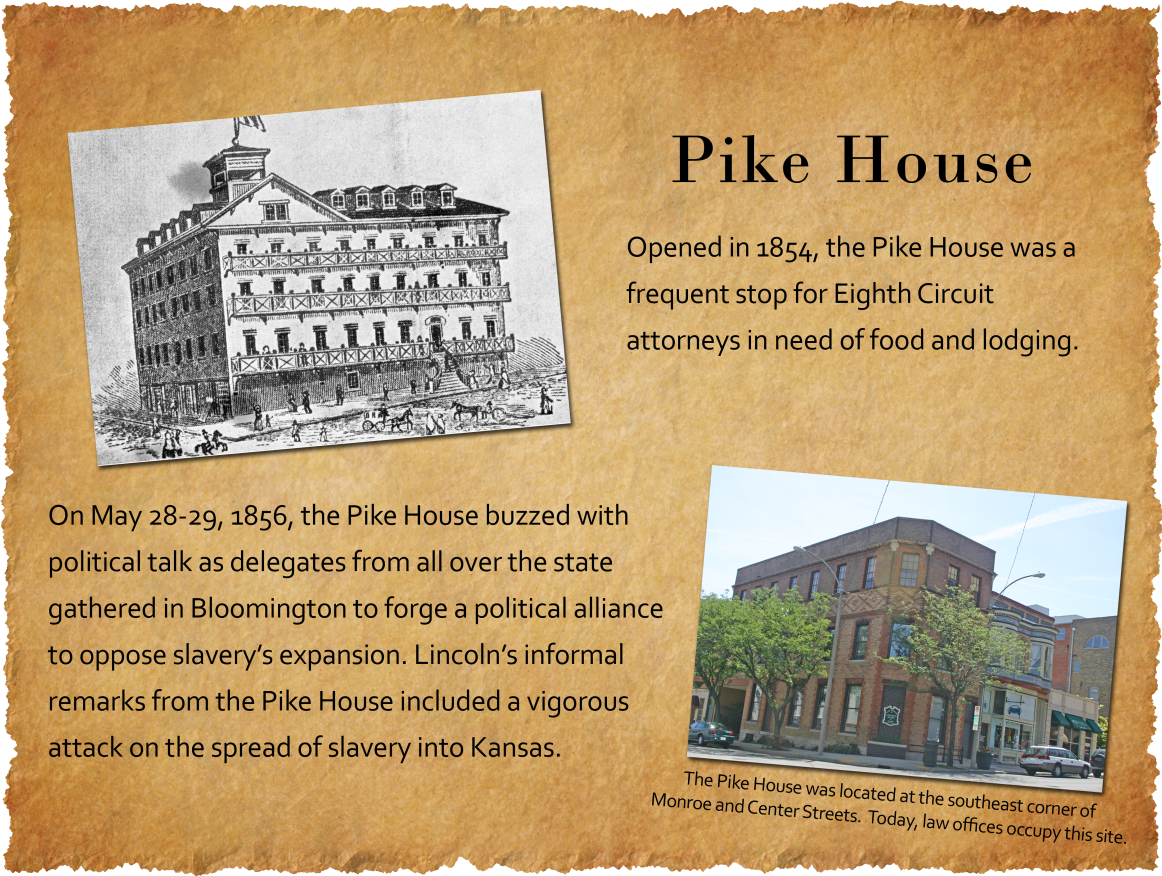 Pike House
Opened in 1854, the Pike House was a
frequent stop for Eighth Circuit
attorneys in need of food and lodging.
On May 28-29, 1856, the Pike House buzzed with
political talk as delegates from all over the state
gathered in Bloomington to forge a political alliance
to oppose slavery’s expansion. Lincoln’s informal
remarks from the Pike House included a vigorous
attack on the spread of slavery into Kansas.
The Pike House was located at the southeast corner of
Monroe and Center Streets. Today, law offices occupy this site.